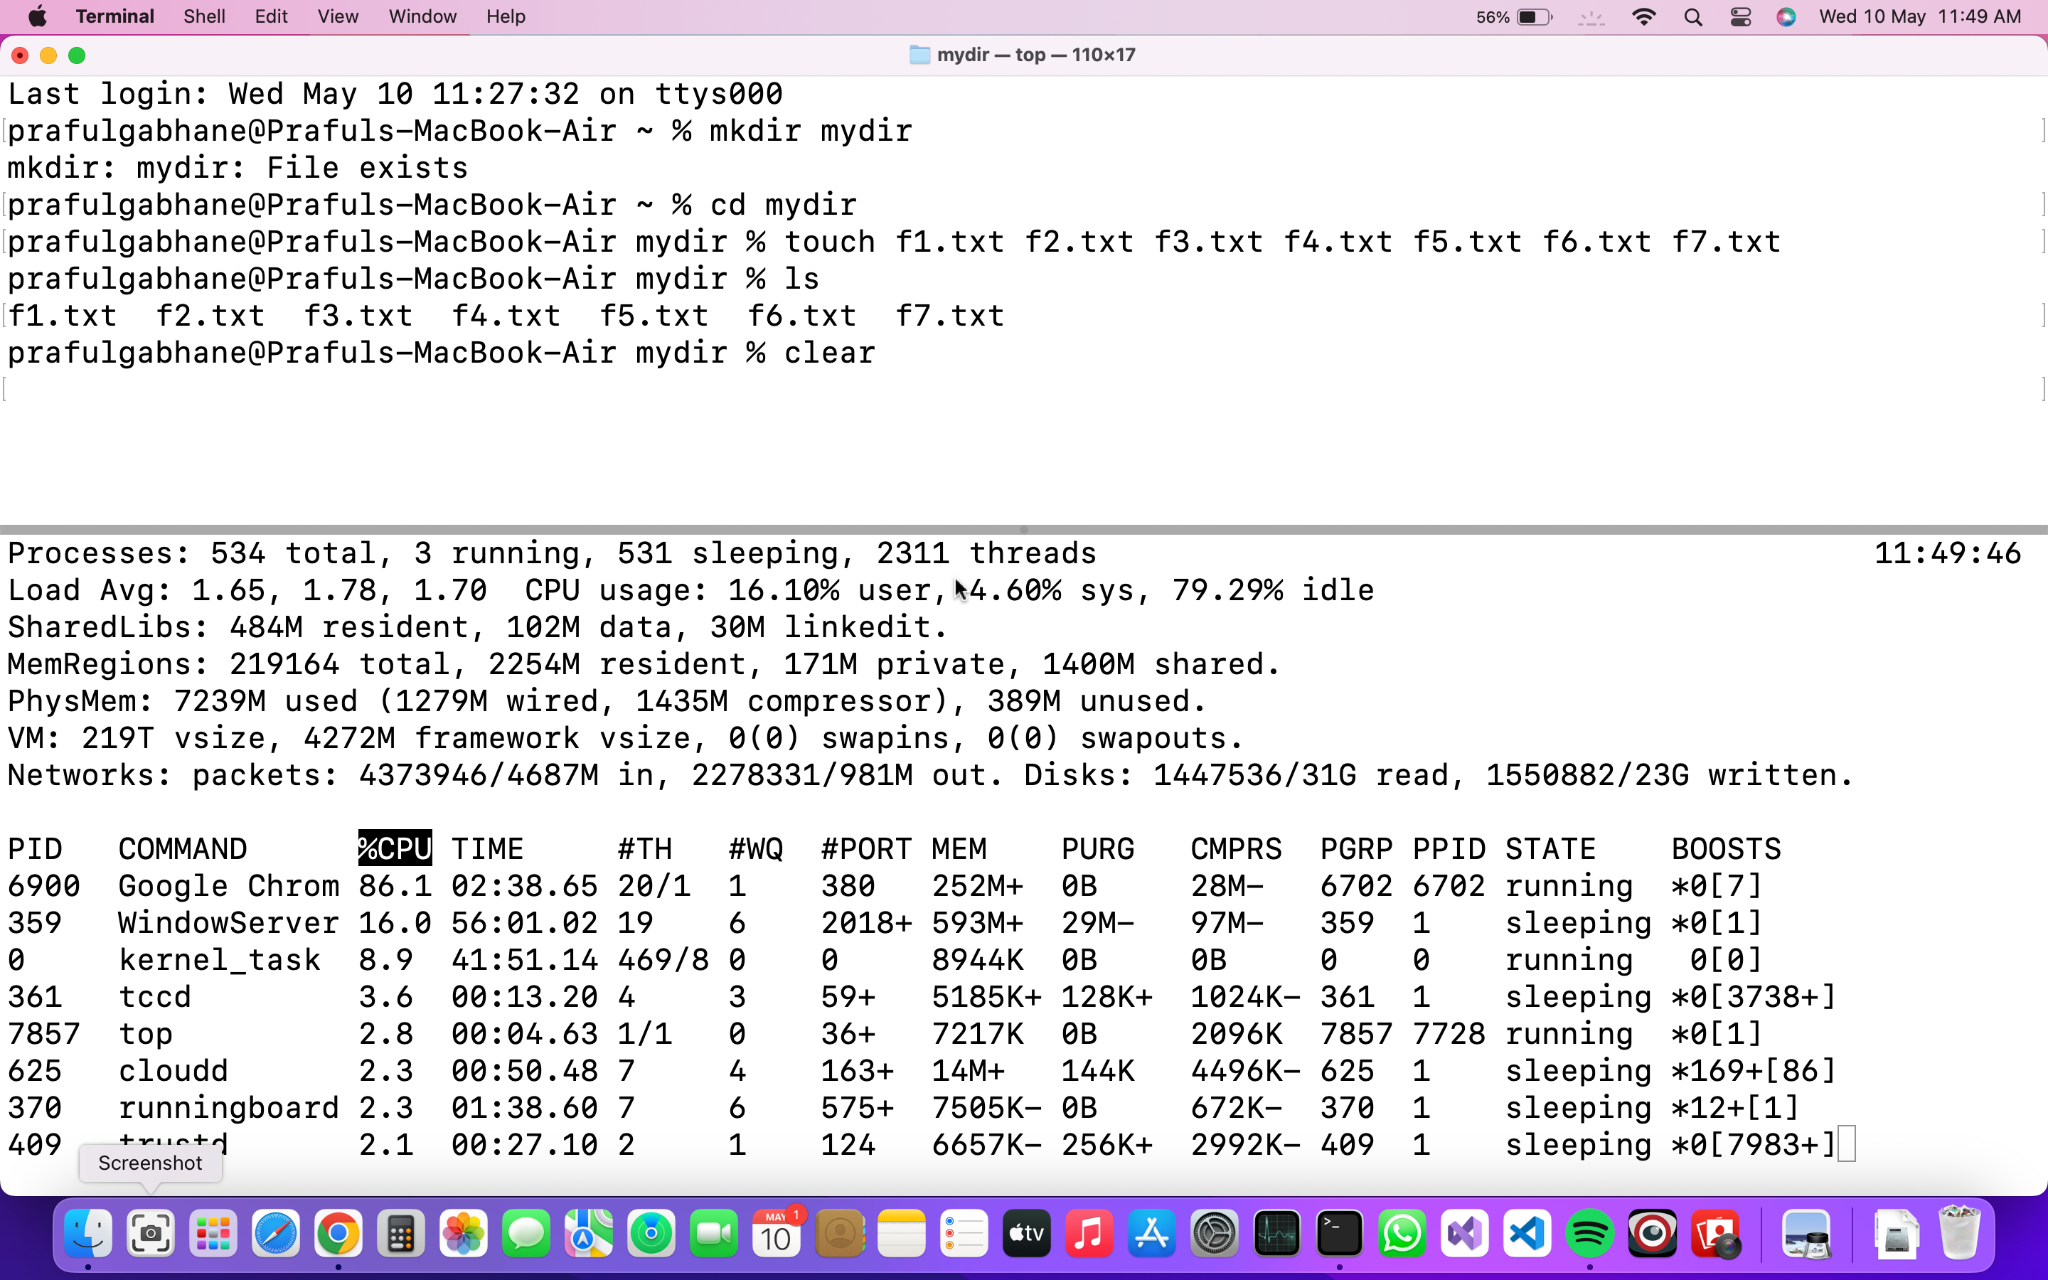 Terminal Shell Edit View Window Help 56% Wed 10 May 11:49 AM
mydir — top — 110×17
Last login: Wed May 10 11:27:32 on ttys000
[prafulgabhane@Prafuls-MacBook-Air ~ % mkdir mydir ]
mkdir: mydir: File exists
[prafulgabhane@Prafuls-MacBook-Air ~ % cd mydir ]
[prafulgabhane@Prafuls-MacBook-Air mydir % touch f1.txt f2.txt f3.txt f4.txt f5.txt f6.txt f7.txt ]
prafulgabhane@Prafuls-MacBook-Air mydir % ls
[f1.txt f2.txt f3.txt f4.txt f5.txt f6.txt f7.txt ]
prafulgabhane@Prafuls-MacBook-Air mydir % clear
[ ]
Processes: 534 total, 3 running, 531 sleeping, 2311 threads 11:49:46
Load Avg: 1.65, 1.78, 1.70 CPU usage: 16.10% user, 4.60% sys, 79.29% idle
SharedLibs: 484M resident, 102M data, 30M linkedit.
MemRegions: 219164 total, 2254M resident, 171M private, 1400M shared.
PhysMem: 7239M used (1279M wired, 1435M compressor), 389M unused.
VM: 219T vsize, 4272M framework vsize, 0(0) swapins, 0(0) swapouts.
Networks: packets: 4373946/4687M in, 2278331/981M out. Disks: 1447536/31G read, 1550882/23G written.
PID COMMAND %CPU TIME #TH #WQ #PORT MEM PURG CMPRS PGRP PPID STATE BOOSTS
6900 Google Chrom 86.1 02:38.65 20/1 1 380 252M+ 0B 28M- 6702 6702 running *0[7]
359 WindowServer 16.0 56:01.02 19 6 2018+ 593M+ 29M- 97M- 359 1 sleeping *0[1]
0 kernel_task 8.9 41:51.14 469/8 0 0 8944K 0B 0B 0 0 running 0[0]
361 tccd 3.6 00:13.20 4 3 59+ 5185K+ 128K+ 1024K- 361 1 sleeping *0[3738+]
7857 top 2.8 00:04.63 1/1 0 36+ 7217K 0B 2096K 7857 7728 running *0[1]
625 cloudd 2.3 00:50.48 7 4 163+ 14M+ 144K 4496K- 625 1 sleeping *169+[86]
370 runningboard 2.3 01:38.60 7 6 575+ 7505K- 0B 672K- 370 1 sleeping *12+[1]
409 trustd 2.1 00:27.10 2 1 124 6657K- 256K+ 2992K- 409 1 sleeping *0[7983+]
Screenshot
MAY 1
10
tv
>_